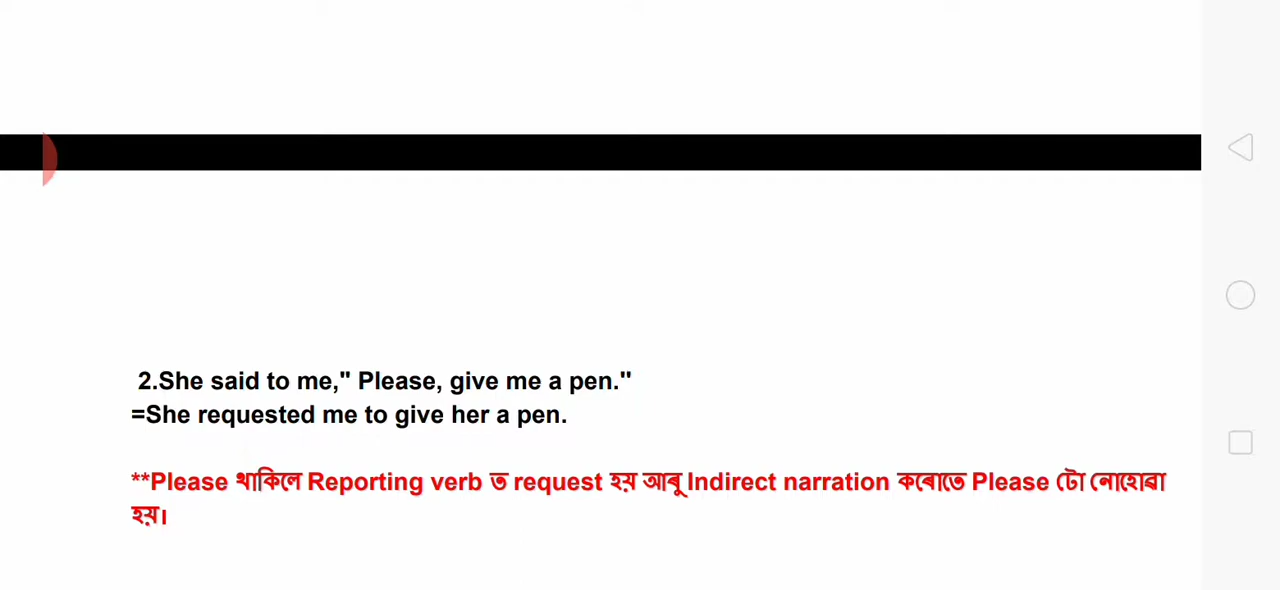 2.She said to me," Please, give me a pen."
=She requested me to give her a pen.
**Please থাকিলে Reporting verb ত request হয় আৰু Indirect narration কৰোতে Please টো নোহোৱা
হয়।